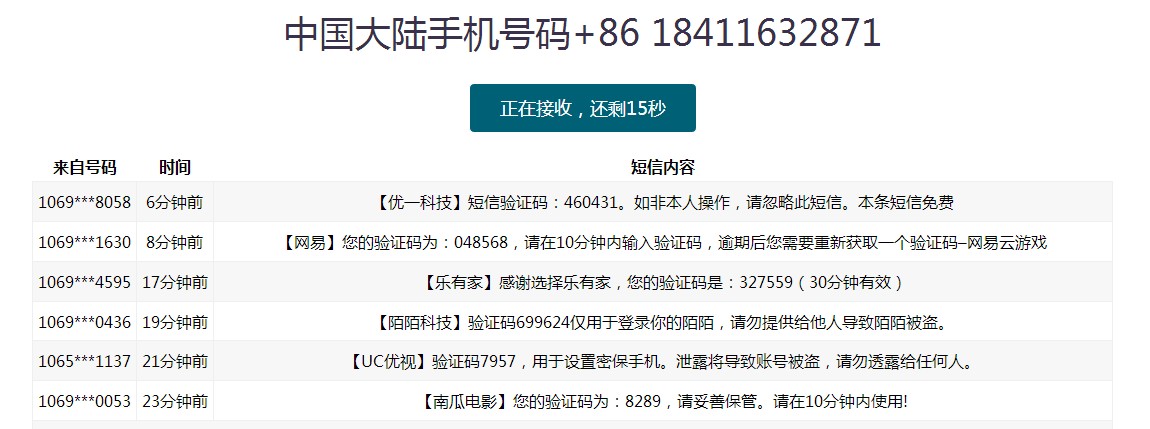 中国大陆手机号码+86 18411632871
正在接收，还剩15秒
来自号码 时间 短信内容
1069***8058 6分钟前 【优一科技】短信验证码：460431。如非本人操作，请忽略此短信。本条短信免费
1069***1630 8分钟前 【网易】您的验证码为：048568，请在10分钟内输入验证码，逾期后您需要重新获取一个验证码–网易云游戏
1069***4595 17分钟前 【乐有家】感谢选择乐有家，您的验证码是：327559（30分钟有效）
1069***0436 19分钟前 【陌陌科技】验证码699624仅用于登录你的陌陌，请勿提供给他人导致陌陌被盗。
1065***1137 21分钟前 【UC优视】验证码7957，用于设置密保手机。泄露将导致账号被盗，请勿透露给任何人。
1069***0053 23分钟前 【南瓜电影】您的验证码为：8289，请妥善保管。请在10分钟内使用!